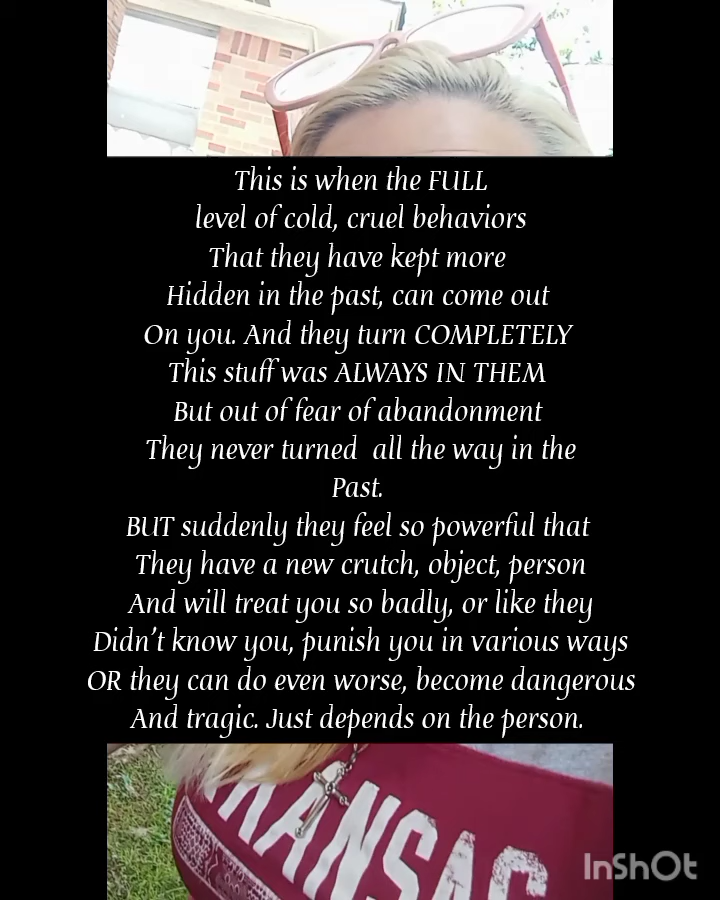 This is when the FULL
level of cold, cruel behaviors
That they have kept more
Hidden in the past, can come out
On you. And they turn COMPLETELY
This stuff was ALWAYS IN THEM
But out of fear of abandonment
They never turned all the way in the
Past.
BUT suddenly they feel so powerful that
They have a new crutch, object, person
And will treat you so badly, or like they
Didn't know you, punish you in various ways
OR they can do even worse, become dangerous
And tragic. Just depends on the person.
InShOt